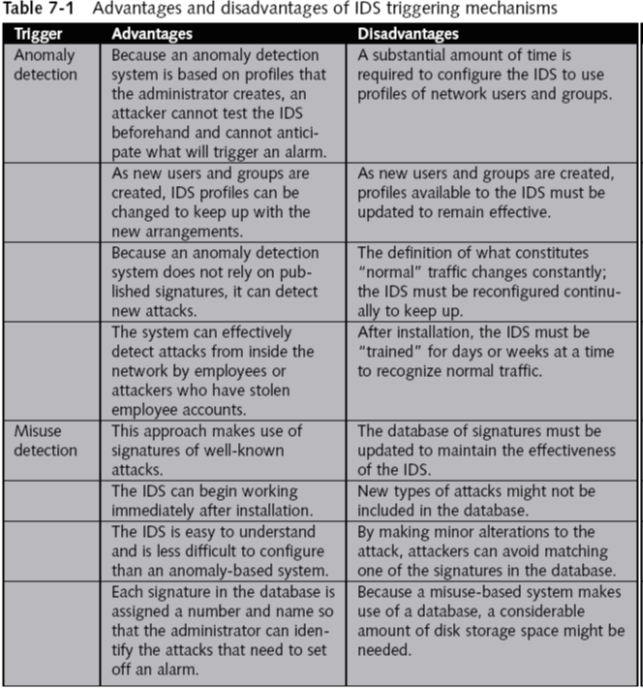 Table 7-1 Advantages and disadvantages of IDS triggering mechanisms
Trigger Advantages Disadvantages
Anomaly detection
Because an anomaly detection
system is based on profiles that
the administrator creates, an
attacker cannot test the IDS
beforehand and cannot antici-
pate what will trigger an alarm.
A substantial amount of time is
required to configure the IDS to use
profiles of network users and groups.
As new users and groups are
created, IDS profiles can be
changed to keep up with the
new arrangements.
As new users and groups are created,
profiles available to the IDS must be
updated to remain effective.
Because an anomaly detection
system does not rely on pub-
lished signatures, it can detect
new attacks.
The definition of what constitutes
“normal” traffic changes constantly;
the IDS must be reconfigured continu-
ally to keep up.
The system can effectively
detect attacks from inside the
network by employees or
attackers who have stolen
employee accounts.
After installation, the IDS must be
“trained” for days or weeks at a time
to recognize normal traffic.
Misuse
detection
This approach makes use of
signatures of well-known
attacks.
The database of signatures must be
updated to maintain the effectiveness
of the IDS.
The IDS can begin working
immediately after installation.
New types of attacks might not be
included in the database.
The IDS is easy to understand
and is less difficult to configure
than an anomaly-based system.
By making minor alterations to the
attack, attackers can avoid matching
one of the signatures in the database.
Each signature in the database is
assigned a number and name so
that the administrator can iden-
tify the attacks that need to set
off an alarm.
Because a misuse-based system makes
use of a database, a considerable
amount of disk storage space might be
needed.